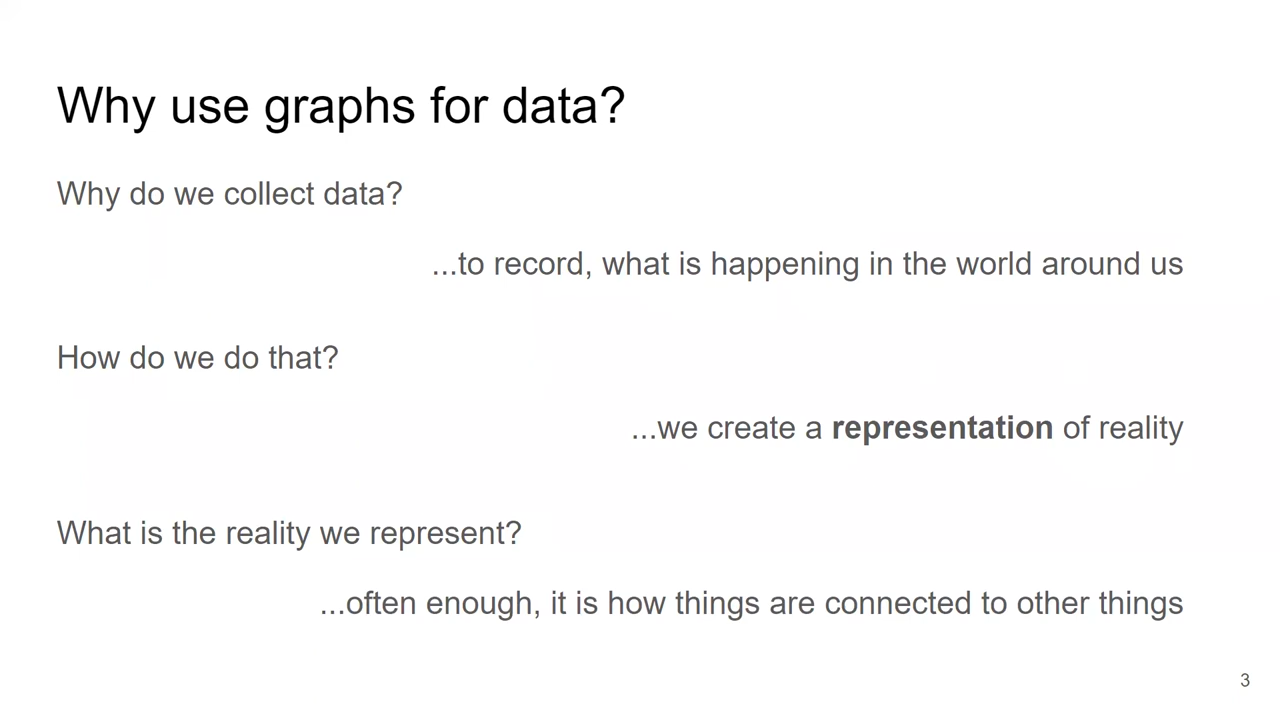 Why use graphs for data?
Why do we collect data?
...to record, what is happening in the world around us
How do we do that?
...we create a representation of reality
What is the reality we represent?
...often enough, it is how things are connected to other things
3